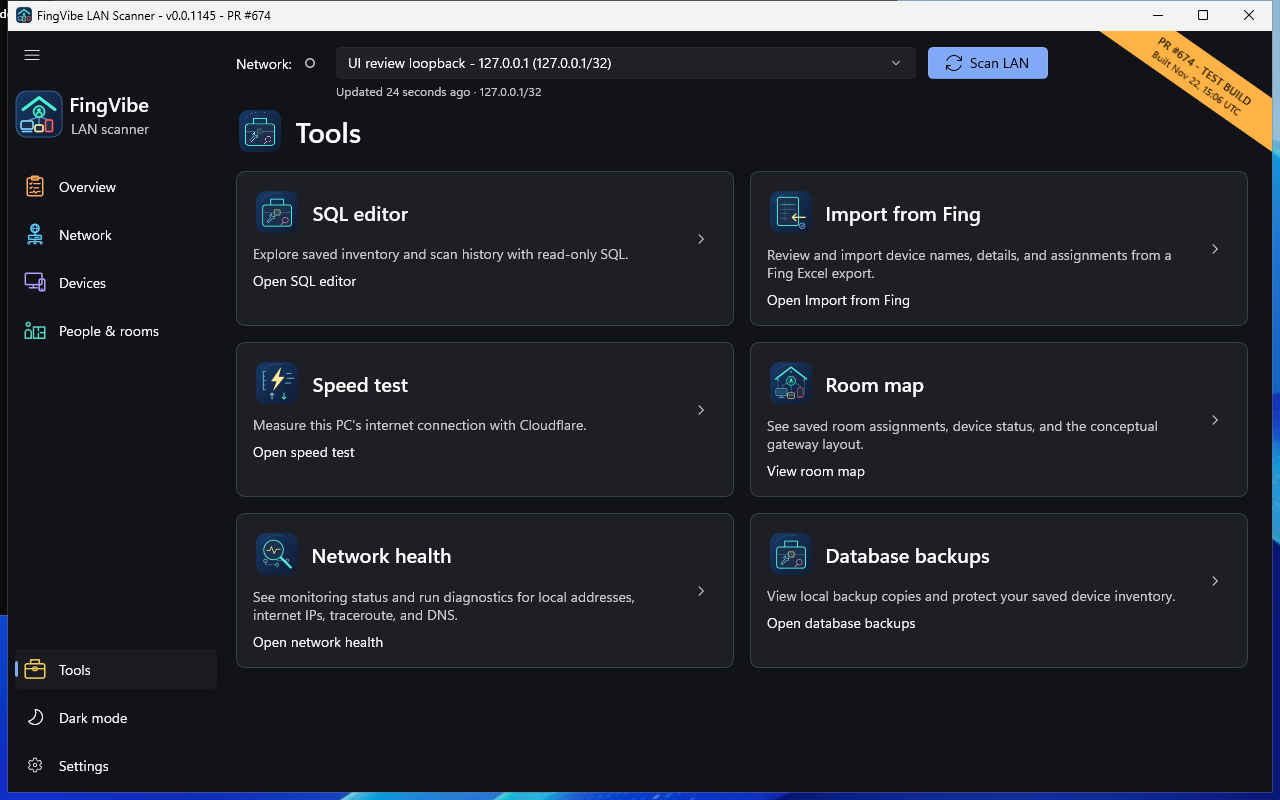 FingVibe LAN Scanner - v0.0.1145 - PR #674
Network:
UI review loopback - 127.0.0.1 (127.0.0.1/32)
Scan LAN
Updated 24 seconds ago · 127.0.0.1/32
PR #674 - TEST BUILD
Built Nov 22, 15:06 UTC
FingVibe
LAN scanner
Overview
Network
Devices
People & rooms
Tools
Dark mode
Settings
Tools
SQL editor
Explore saved inventory and scan history with read-only SQL.
Open SQL editor
Import from Fing
Review and import device names, details, and assignments from a
Fing Excel export.
Open Import from Fing
Speed test
Measure this PC's internet connection with Cloudflare.
Open speed test
Room map
See saved room assignments, device status, and the conceptual
gateway layout.
View room map
Network health
See monitoring status and run diagnostics for local addresses,
internet IPs, traceroute, and DNS.
Open network health
Database backups
View local backup copies and protect your saved device inventory.
Open database backups